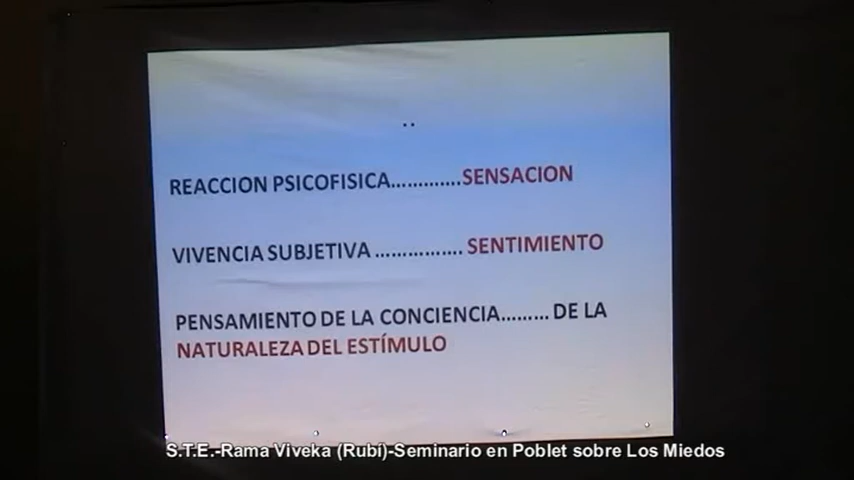 ..
REACCION PSICOFISICA.............SENSACION
VIVENCIA SUBJETIVA ................ SENTIMIENTO
PENSAMIENTO DE LA CONCIENCIA......... DE LA
NATURALEZA DEL ESTÍMULO
S.T.E.-Rama Viveka (Rubí)-Seminario en Poblet sobre Los Miedos